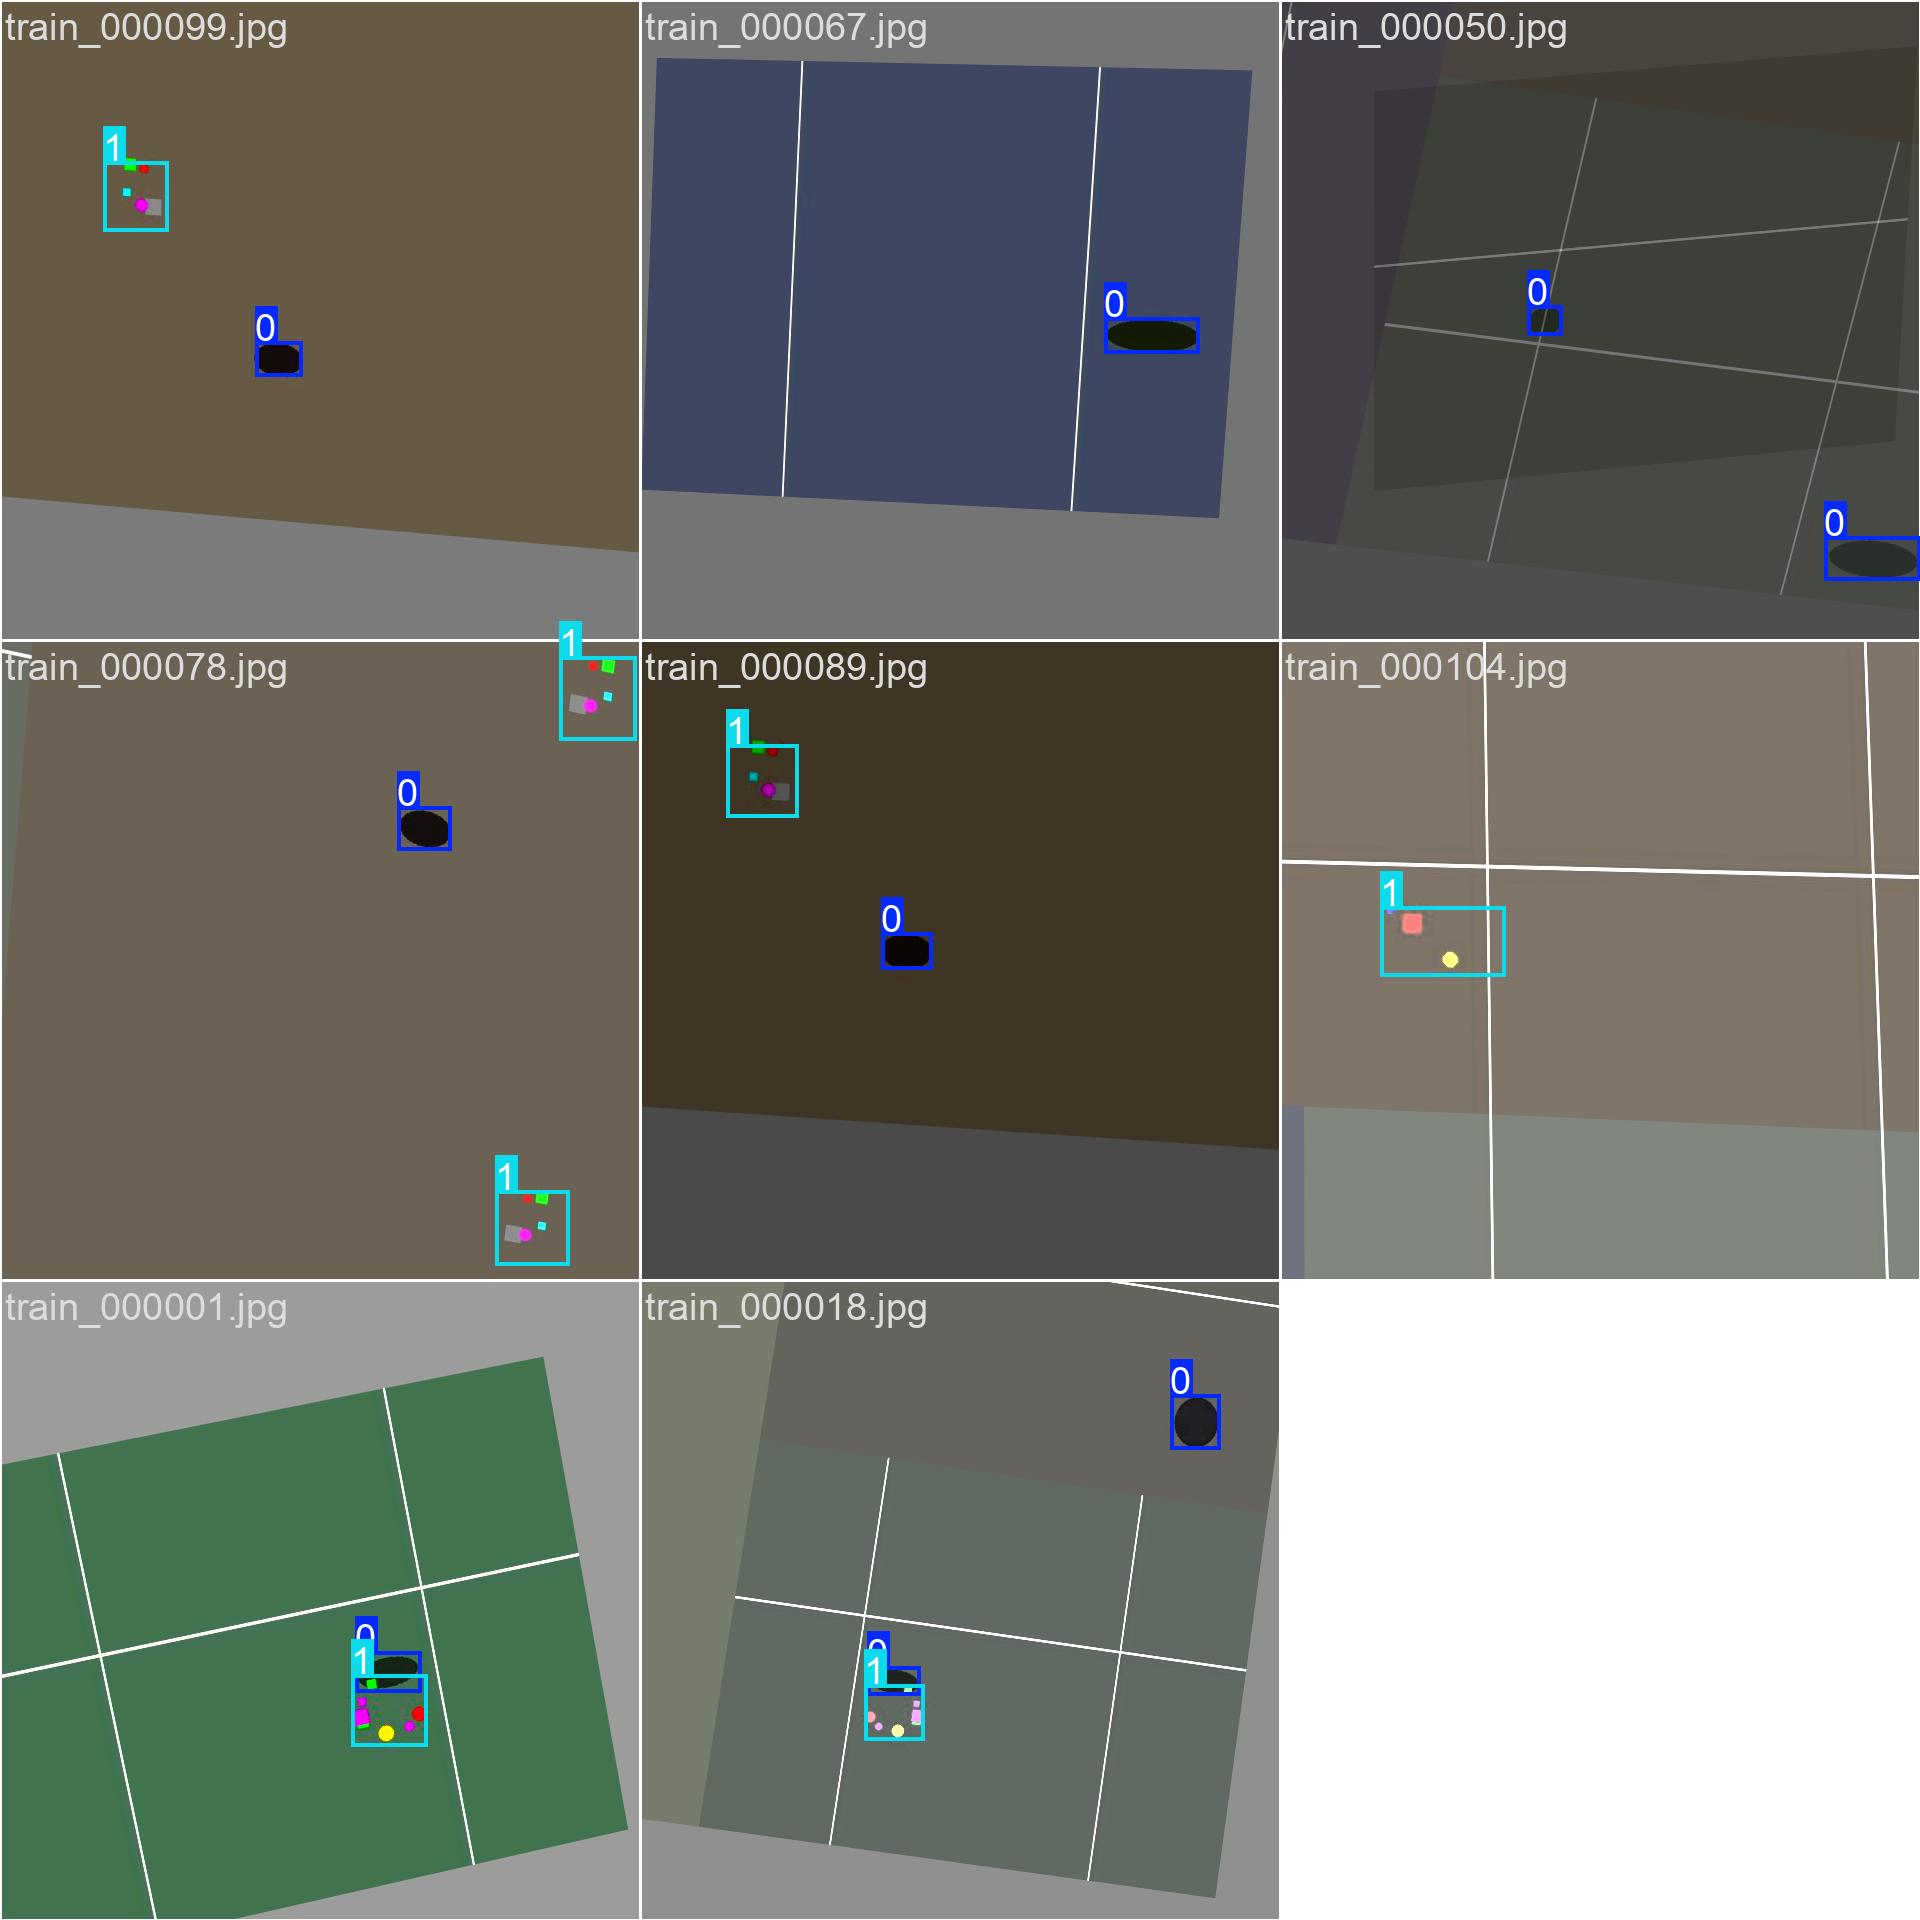 train_000099.jpg
train_000067.jpg
train_000050.jpg
1
0
0
0
0
train_000078.jpg
1
train_000089.jpg
train_000104.jpg
1
0
1
0
1
train_000001.jpg
train_000018.jpg
0
0
1
0
1